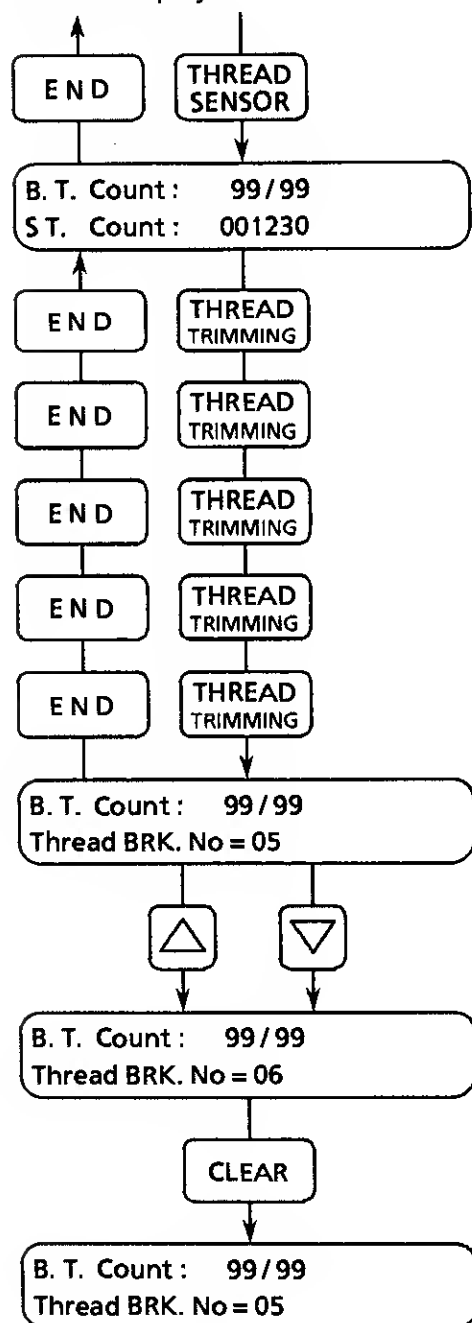 END
THREAD
SENSOR
B. T. Count : 99/99
S T. Count : 001230
END
THREAD
TRIMMING
END
THREAD
TRIMMING
END
THREAD
TRIMMING
END
THREAD
TRIMMING
END
THREAD
TRIMMING
B. T. Count : 99/99
Thread BRK. No = 05
B. T. Count : 99/99
Thread BRK. No = 06
CLEAR
B. T. Count : 99/99
Thread BRK. No = 05